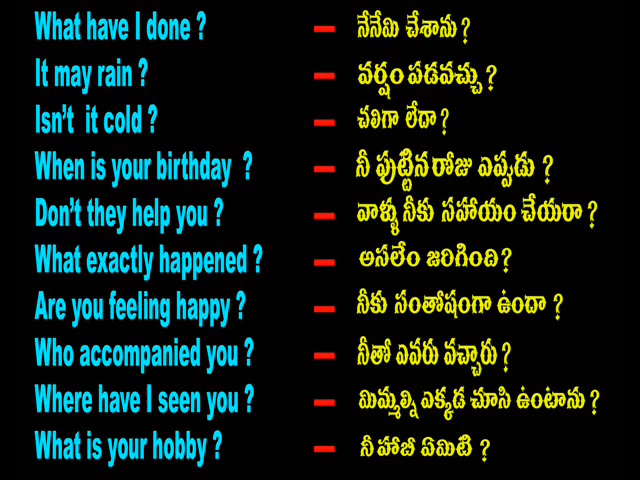 What have I done ? – నేనేమి చేశాను ?
It may rain ? – వర్షం పడవచ్చు ?
Isn't it cold ? – చలిగా లేదా ?
When is your birthday ? – నీ పుట్టిన రోజు ఎప్పడు ?
Don't they help you ? – వాళ్ళు నీకు సహాయం చేయరా ?
What exactly happened ? – అసలేం జరిగింది ?
Are you feeling happy ? – నీకు సంతోషంగా ఉందా ?
Who accompanied you ? – నీతో ఎవరు వచ్చారు ?
Where have I seen you ? – మిమ్మల్ని ఎక్కడ చూసి ఉంటాను ?
What is your hobby ? – నీ హాబీ ఏమిటి ?